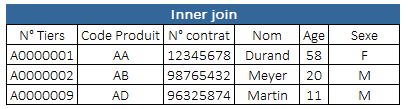 Inner join
N° Tiers Code Produit N° contrat Nom Age Sexe
A0000001 AA 12345678 Durand 58 F
A0000002 AB 98765432 Meyer 20 M
A0000009 AD 96325874 Martin 11 M